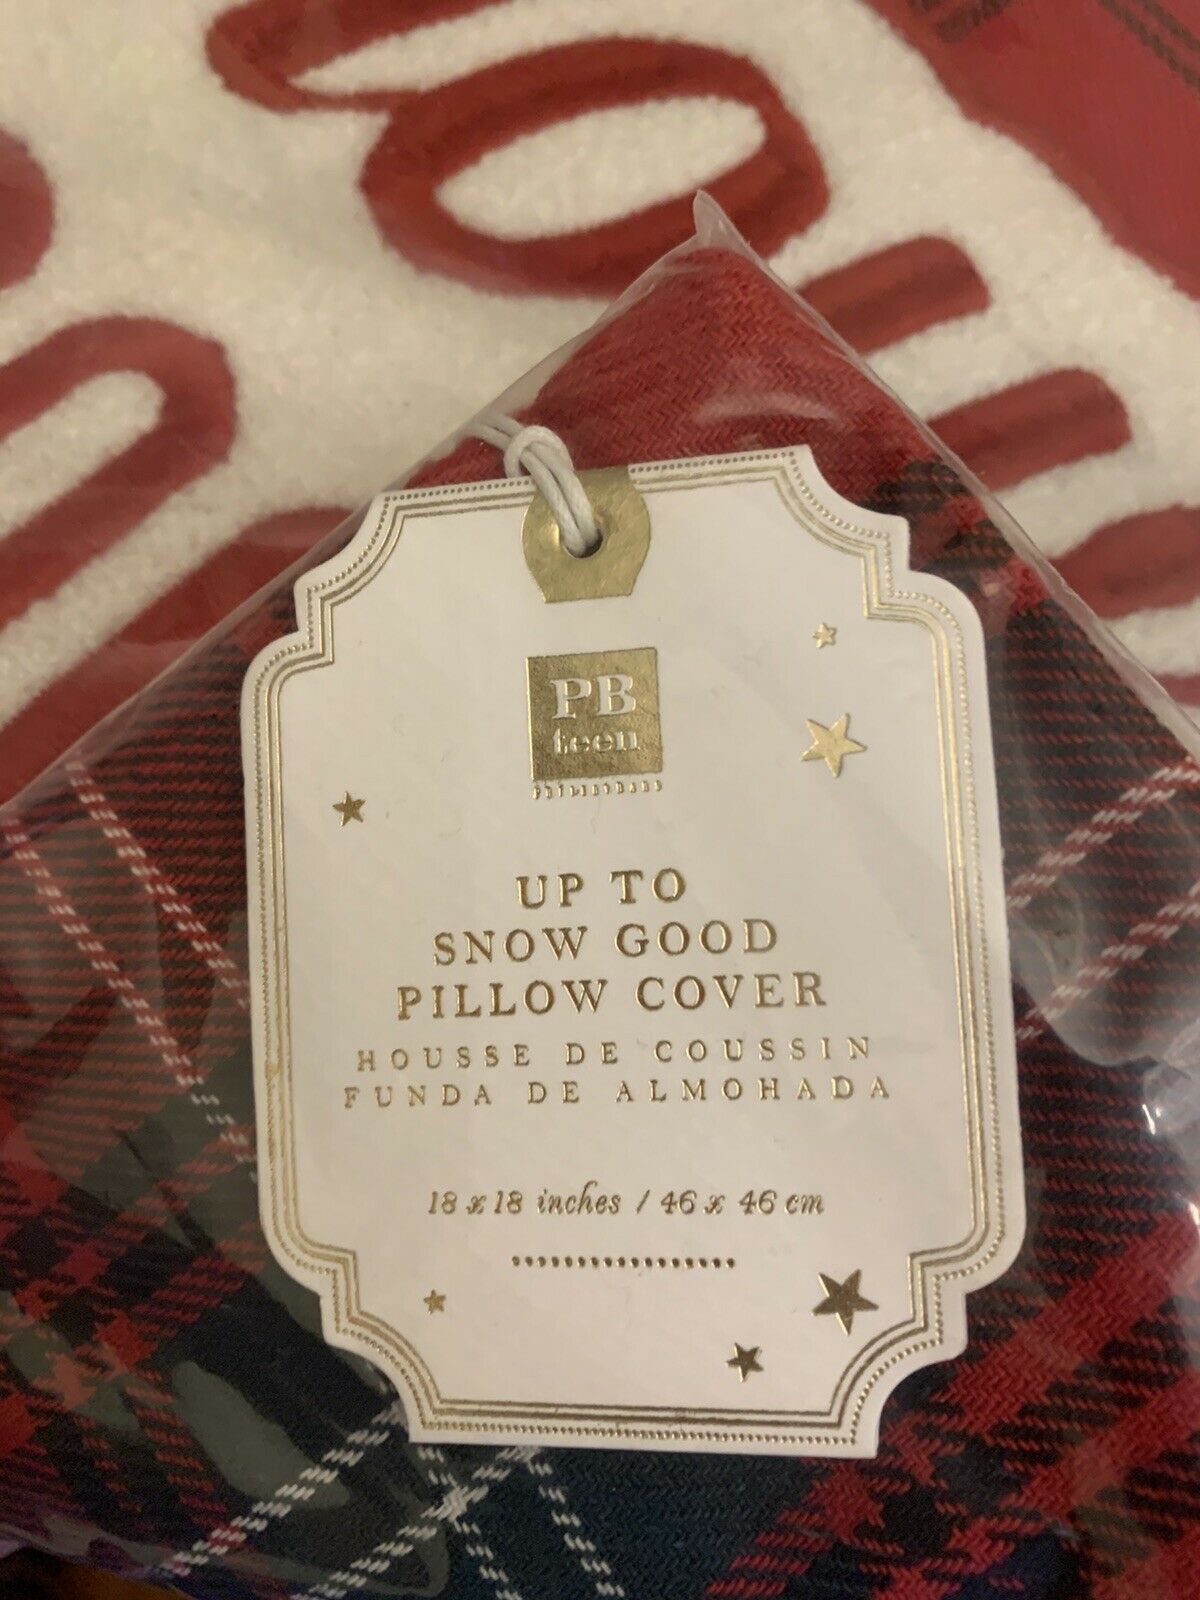 PB
teen
UP TO
SNOW GOOD
PILLOW COVER
HOUSSE DE COUSSIN
FUNDA DE ALMOHADA
18 x 18 inches / 46 x 46 cm